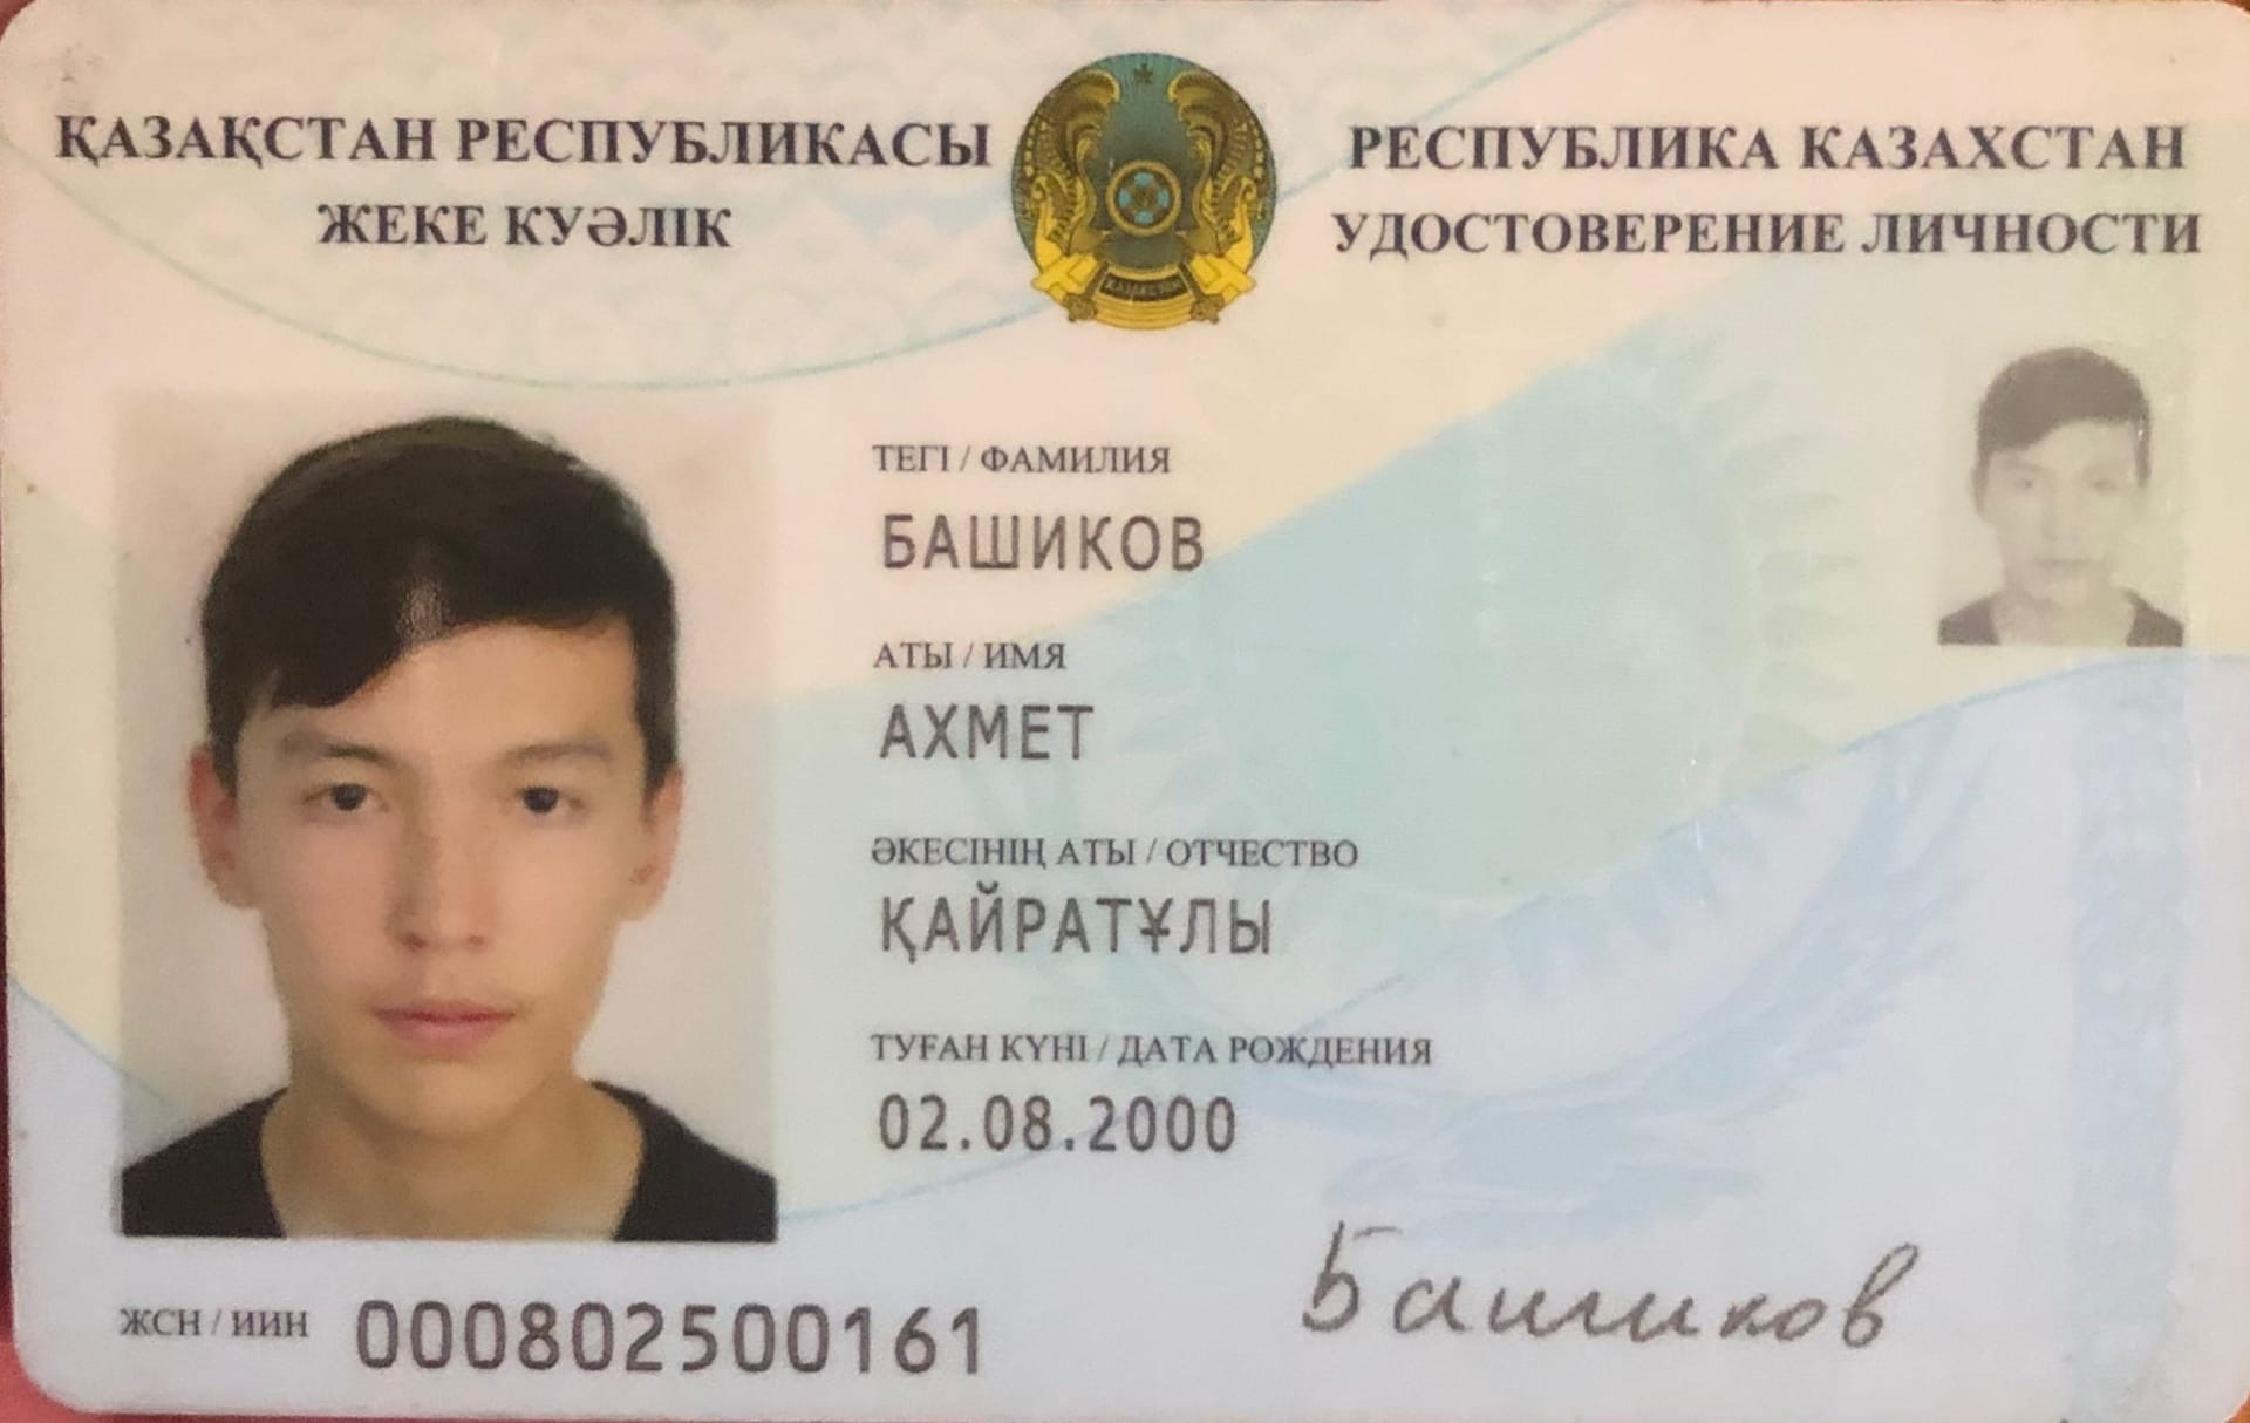 ҚАЗАҚСТАН РЕСПУБЛИКАСЫ
ЖЕКЕ КУӘЛІК
РЕСПУБЛИКА КАЗАХСТАН
УДОСТОВЕРЕНИЕ ЛИЧНОСТИ
ҚАЗАҚСТАН
ТЕГІ / ФАМИЛИЯ
БАШИКОВ
АТЫ / ИМЯ
АХМЕТ
ӘКЕСІНІҢ АТЫ / ОТЧЕСТВО
ҚАЙРАТҰЛЫ
ТУҒАН КҮНІ / ДАТА РОЖДЕНИЯ
02.08.2000
ЖСН / ИИН 000802500161
Башиков